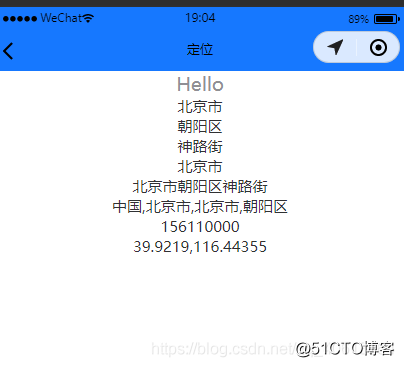 WeChat 19:04 89%
定位
Hello
北京市
朝阳区
神路街
北京市
北京市朝阳区神路街
中国,北京市,北京市,朝阳区
156110000
39.9219,116.44355
https://blog.csdn.net/ @51CTO博客